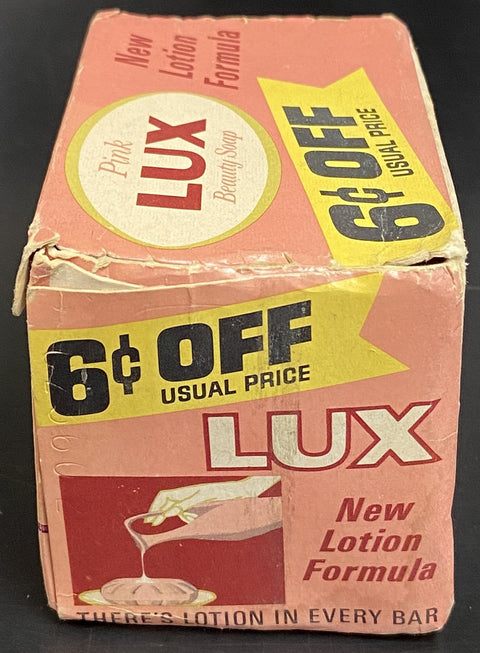 New
Lotion
Formula
Pink
LUX
Beauty Soap
6¢ OFF
USUAL PRICE
6¢ OFF
USUAL PRICE
LUX
New
Lotion
Formula
THERE'S LOTION IN EVERY BAR